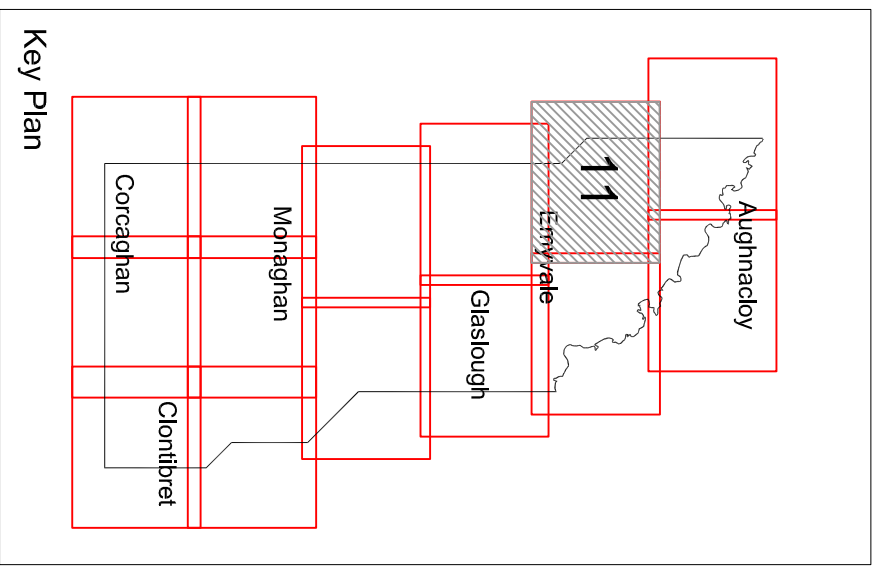 Key Plan
Aughnacloy
11
Emyvale
Glaslough
Monaghan
Corcaghan
Clontibret